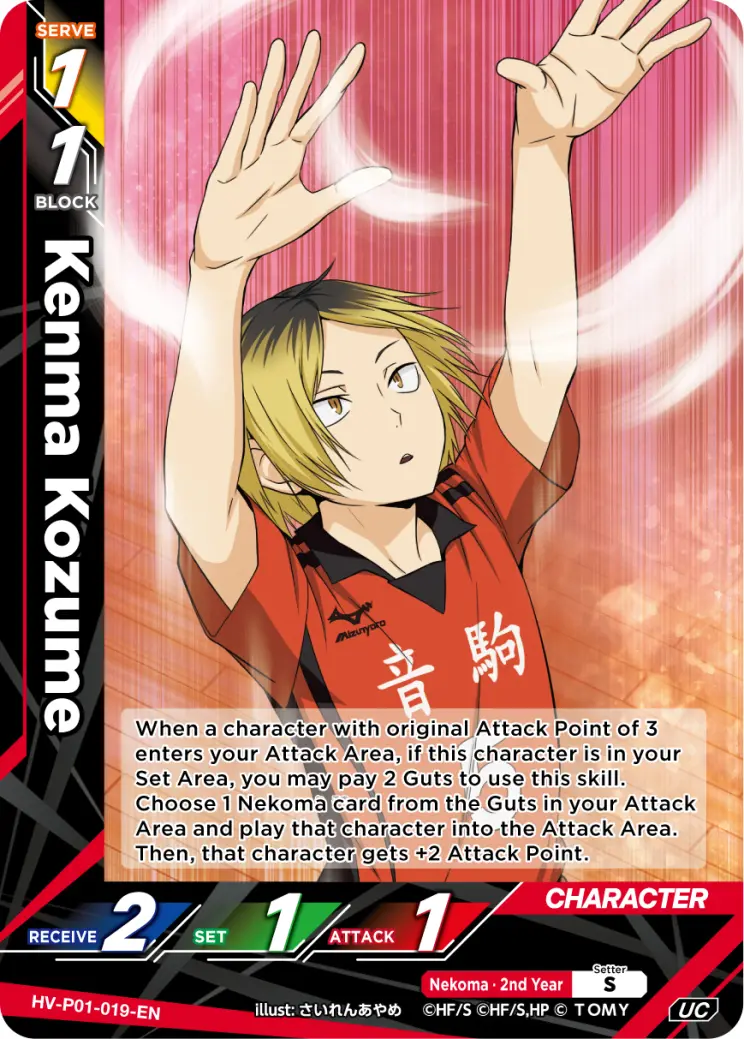 SERVE
1
1
BLOCK
Kenma Kozume
Mizunyoro
音駒
When a character with original Attack Point of 3
enters your Attack Area, if this character is in your
Set Area, you may pay 2 Guts to use this skill.
Choose 1 Nekoma card from the Guts in your Attack
Area and play that character into the Attack Area.
Then, that character gets +2 Attack Point.
CHARACTER
RECEIVE 2 SET 1 ATTACK 1
Nekoma · 2nd Year Setter S
HV-P01-019-EN illust: さいれんあやめ ©HF/S ©HF/S,HP © TOMY UC